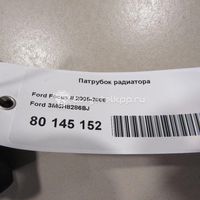 Патрубок радиатора
Ford Focus II 2005-2008
Ford 3M5H8286BJ
80 145 152